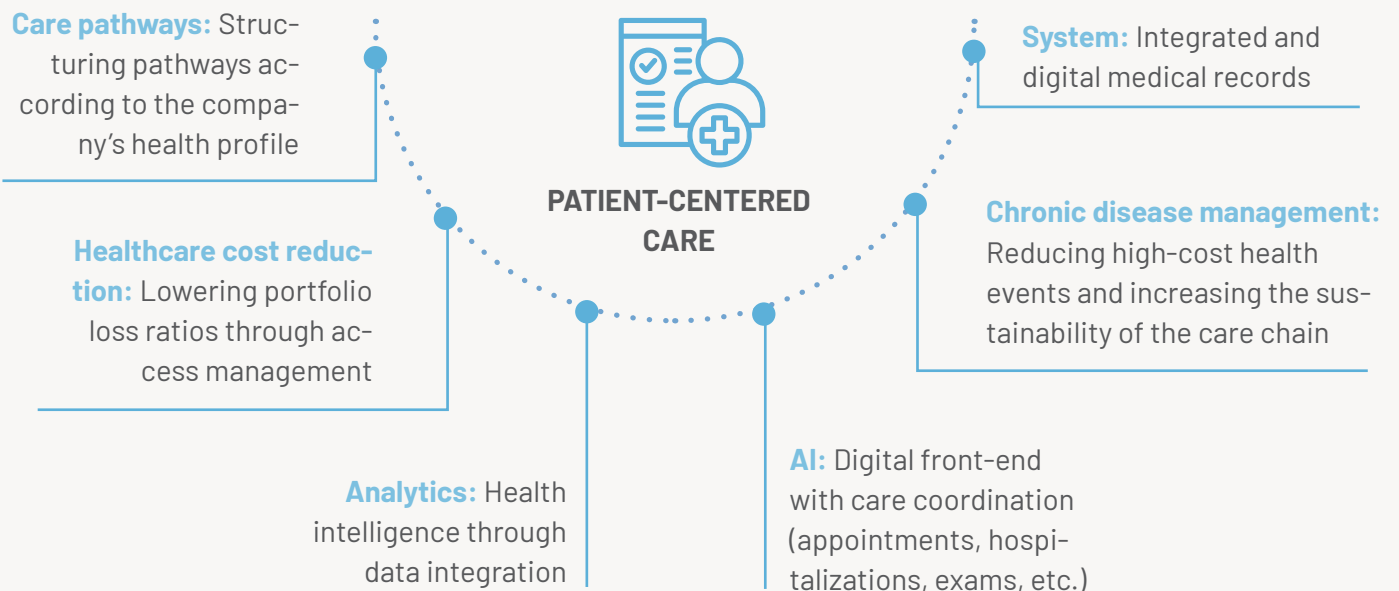 Care pathways: Struc-
turing pathways ac-
cording to the compa-
ny's health profile
Healthcare cost reduc-
tion: Lowering portfolio
loss ratios through ac-
cess management
Analytics: Health
intelligence through
data integration
PATIENT-CENTERED
CARE
System: Integrated and
digital medical records
Chronic disease management:
Reducing high-cost health
events and increasing the sus-
tainability of the care chain
AI: Digital front-end
with care coordination
(appointments, hospi-
talizations, exams, etc.)